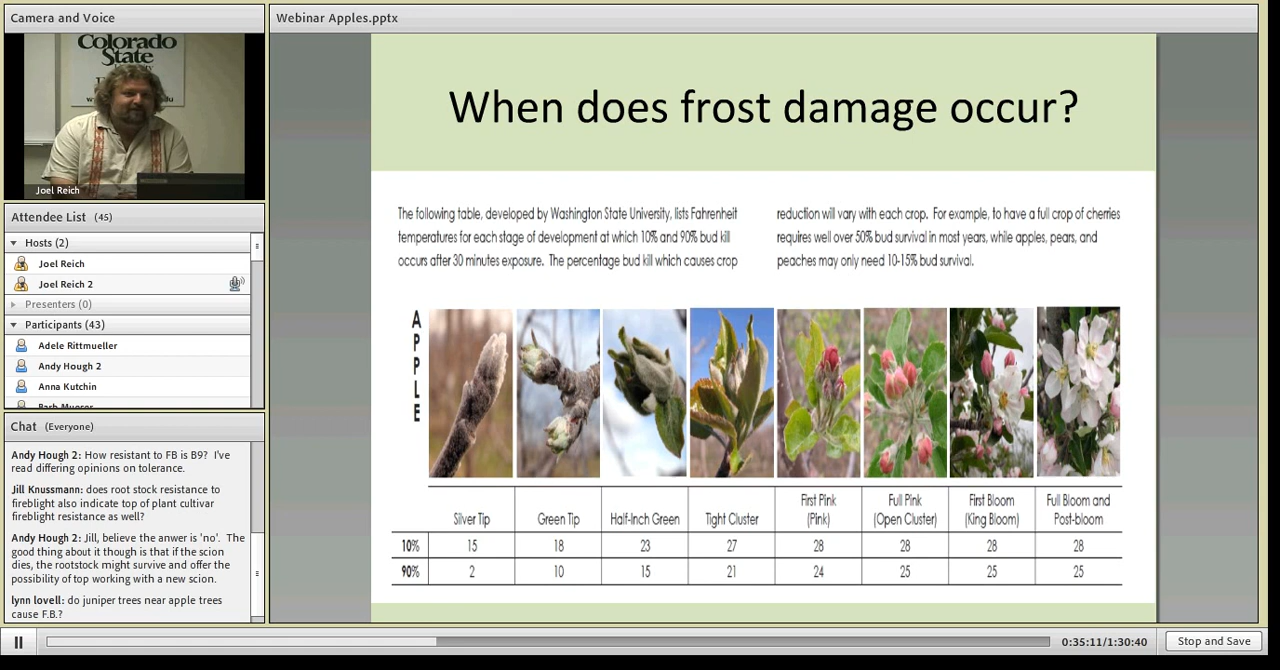 Camera and Voice
Colorado
State
Joel Reich
Attendee List (45)
Hosts (2)
Joel Reich
Joel Reich 2
Presenters (0)
Participants (43)
Adele Rittmueller
Andy Hough 2
Anna Kutchin
Chat (Everyone)
Andy Hough 2: How resistant to FB is B9? I've
read differing opinions on tolerance.
Jill Knussmann: does root stock resistance to
fireblight also indicate top of plant cultivar
fireblight resistance as well?
Andy Hough 2: Jill, believe the anwer is 'no'. The
good thing about it though is that if the scion
dies, the rootstock might survive and offer the
possibility of top working with a new scion.
lynn lovell: do juniper trees near apple trees
cause F.B.?
Webinar Apples.pptx
When does frost damage occur?
The following table, developed by Washington State University, lists Fahrenheit
temperatures for each stage of development at which 10% and 90% bud kill
occurs after 30 minutes exposure. The percentage bud kill which causes crop
reduction will vary with each crop. For example, to have a full crop of cherries
requires well over 50% bud survival in most years, while apples, pears, and
peaches may only need 10-15% bud survival.
APPLE
Silver Tip Green Tip Half-Inch Green Tight Cluster First Pink (Pink) Full Pink (Open Cluster) First Bloom (King Bloom) Full Bloom and Post-bloom
10% 15 18 23 27 28 28 28 28
90% 2 10 15 21 24 25 25 25
0:35:11/1:30:40
Stop and Save